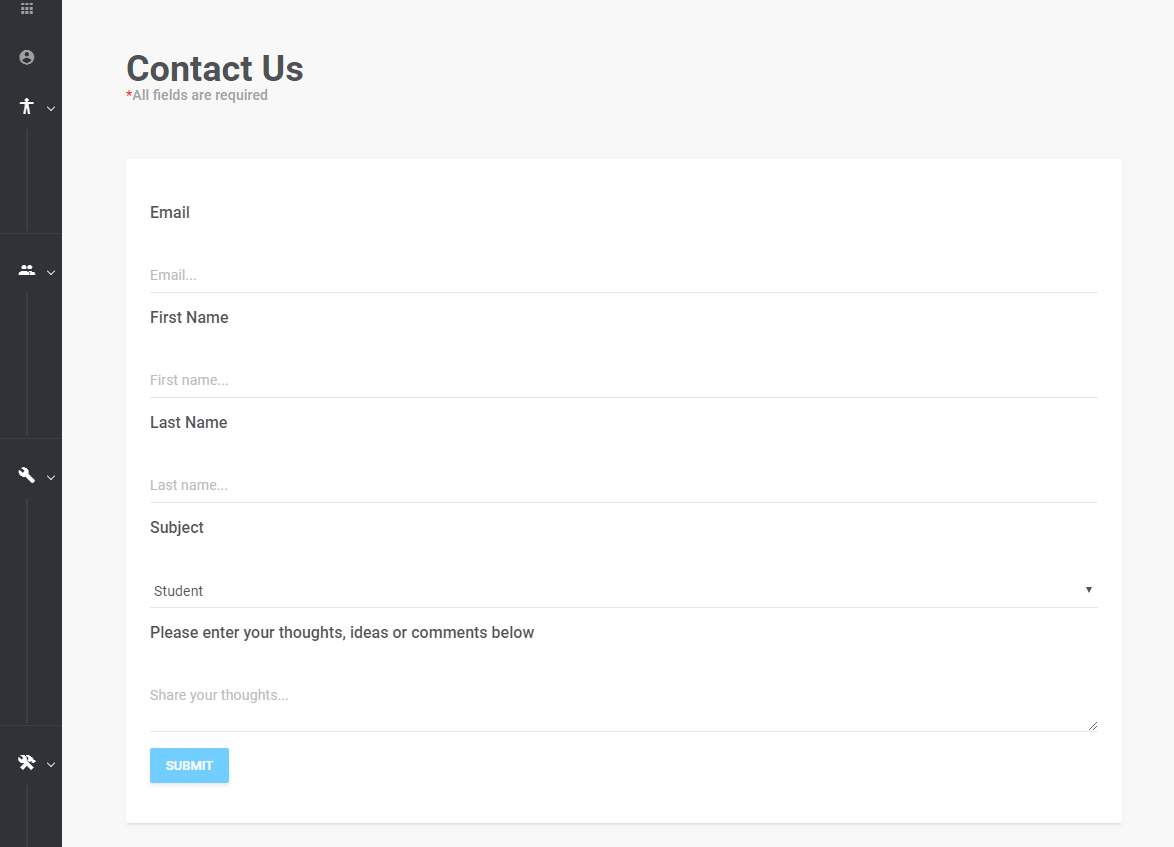 Contact Us
*All fields are required
Email
Email...
First Name
First name...
Last Name
Last name...
Subject
Student
Please enter your thoughts, ideas or comments below
Share your thoughts...
SUBMIT